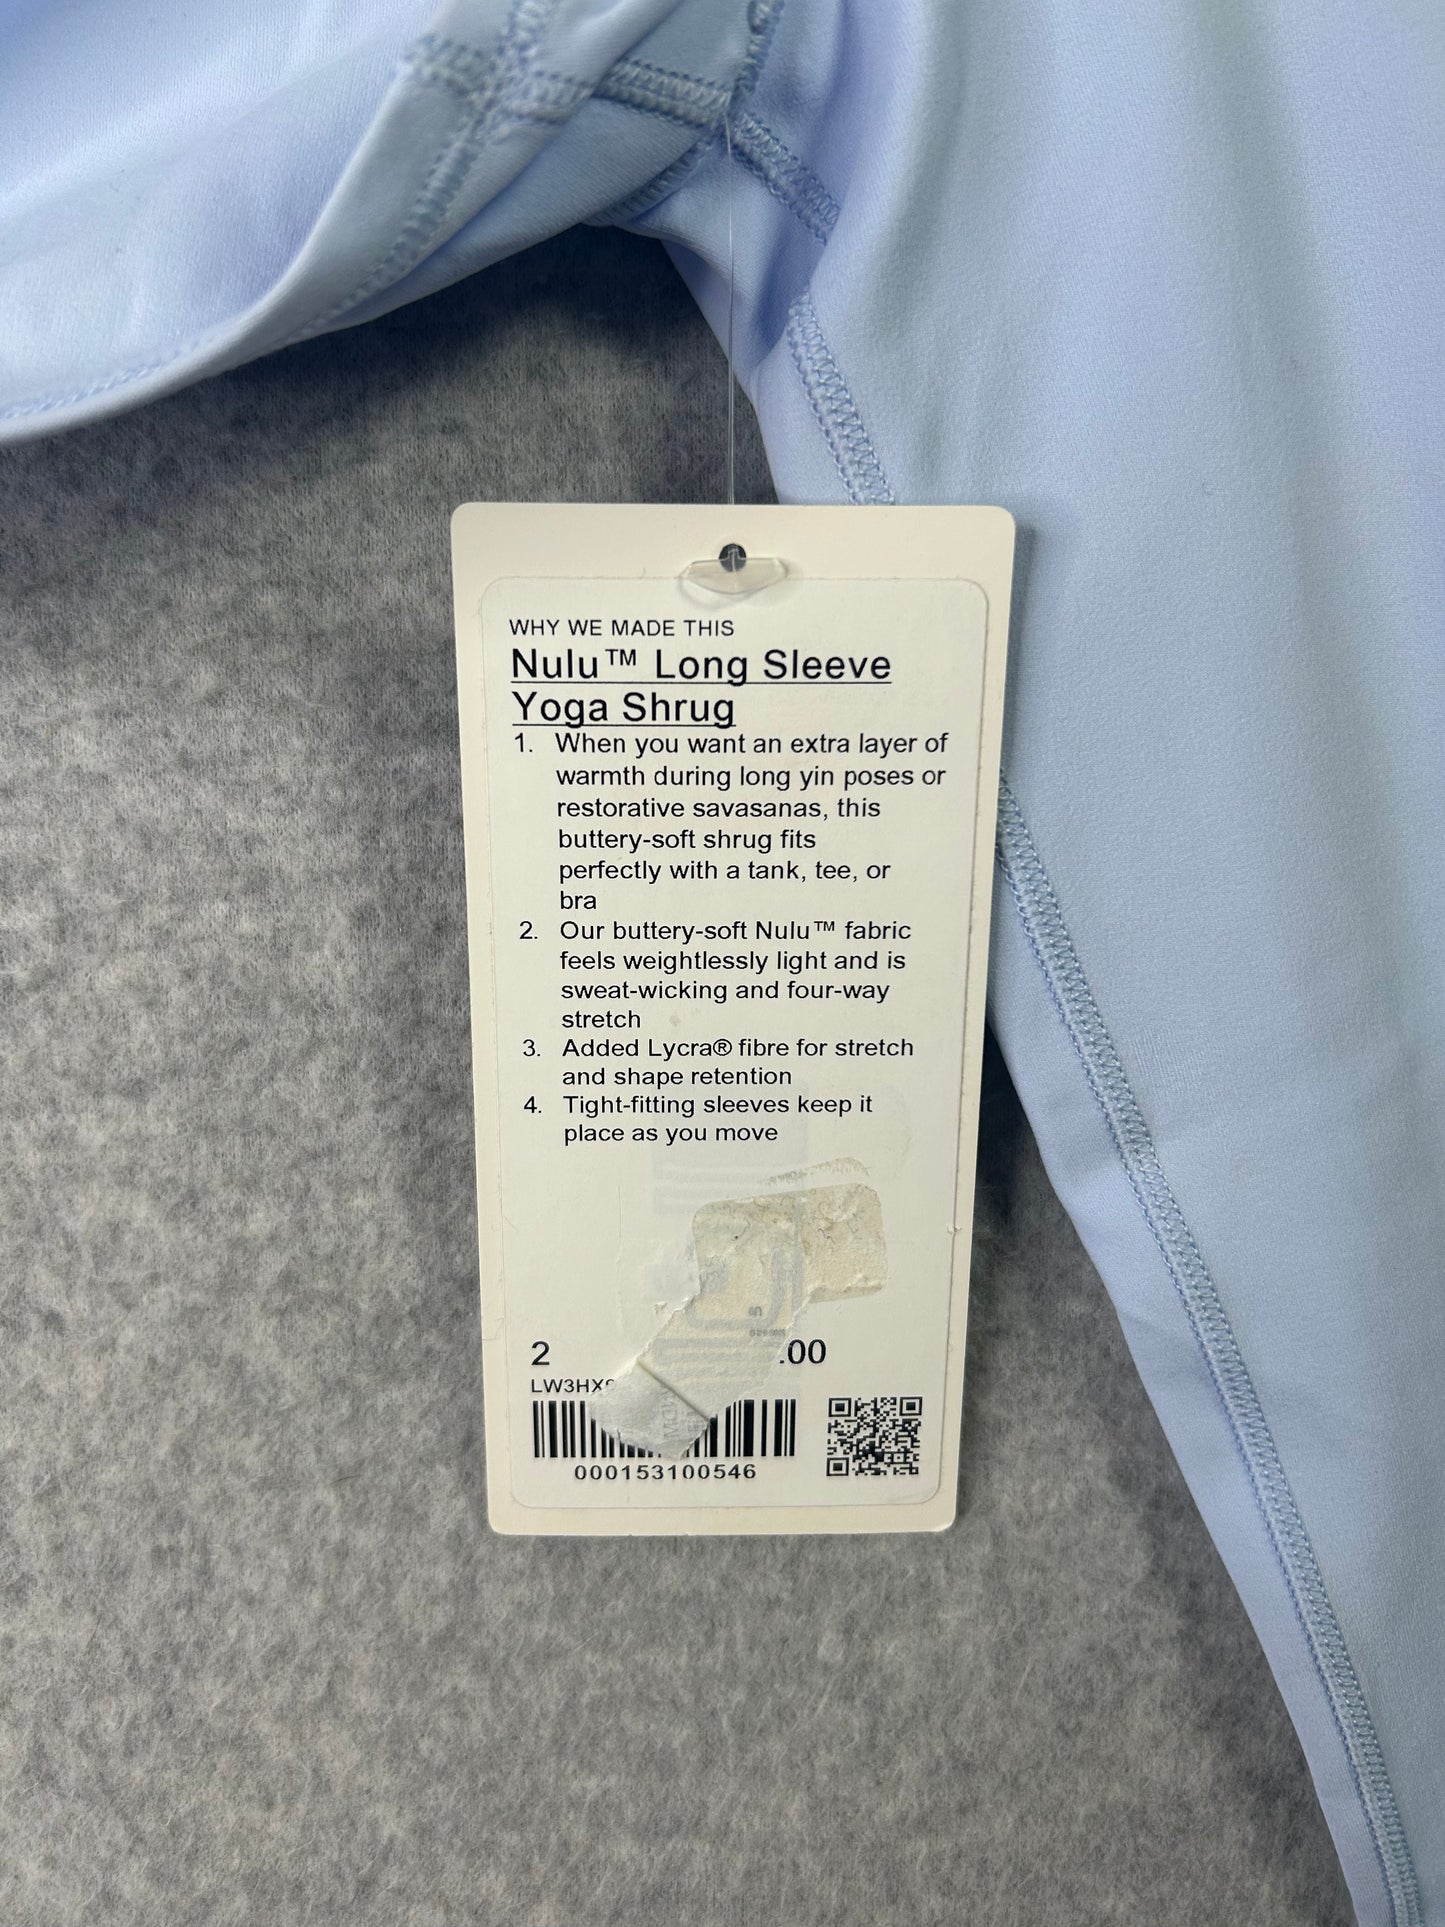 WHY WE MADE THIS
Nulu™ Long Sleeve
Yoga Shrug
1. When you want an extra layer of
warmth during long yin poses or
restorative savasanas, this
buttery-soft shrug fits
perfectly with a tank, tee, or
bra
2. Our buttery-soft Nulu™ fabric
feels weightlessly light and is
sweat-wicking and four-way
stretch
3. Added Lycra® fibre for stretch
and shape retention
4. Tight-fitting sleeves keep it
place as you move
2 .00
LW3HX
000153100546